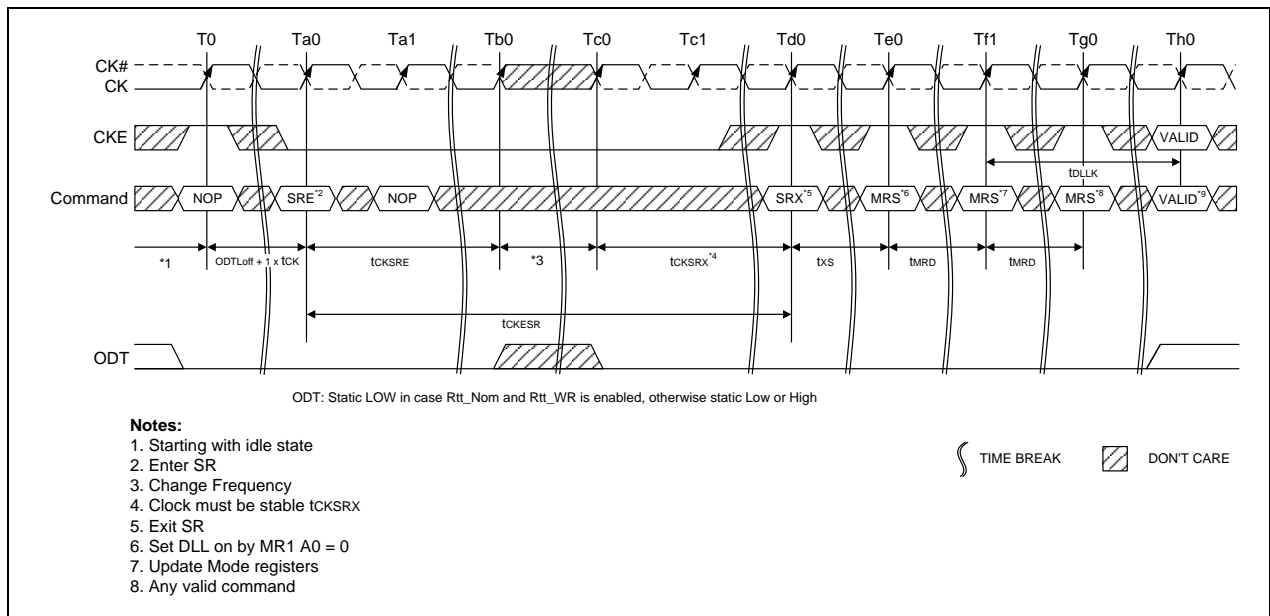 T0 Ta0 Ta1 Tb0 Tc0 Tc1 Td0 Te0 Tf1 Tg0 Th0
CK#
CK
CKE
VALID
tDLLK
Command
NOP SRE*2 NOP SRX*5 MRS*6 MRS*7 MRS*8 VALID*9
*1 ODTLoff + 1 x tCK tCKSRE *3 tCKSRX*4 tXS tMRD tMRD
tCKESR
ODT
ODT: Static LOW in case Rtt_Nom and Rtt_WR is enabled, otherwise static Low or High
Notes:
1. Starting with idle state
2. Enter SR
3. Change Frequency
4. Clock must be stable tCKSRX
5. Exit SR
6. Set DLL on by MR1 A0 = 0
7. Update Mode registers
8. Any valid command
TIME BREAK
DON'T CARE